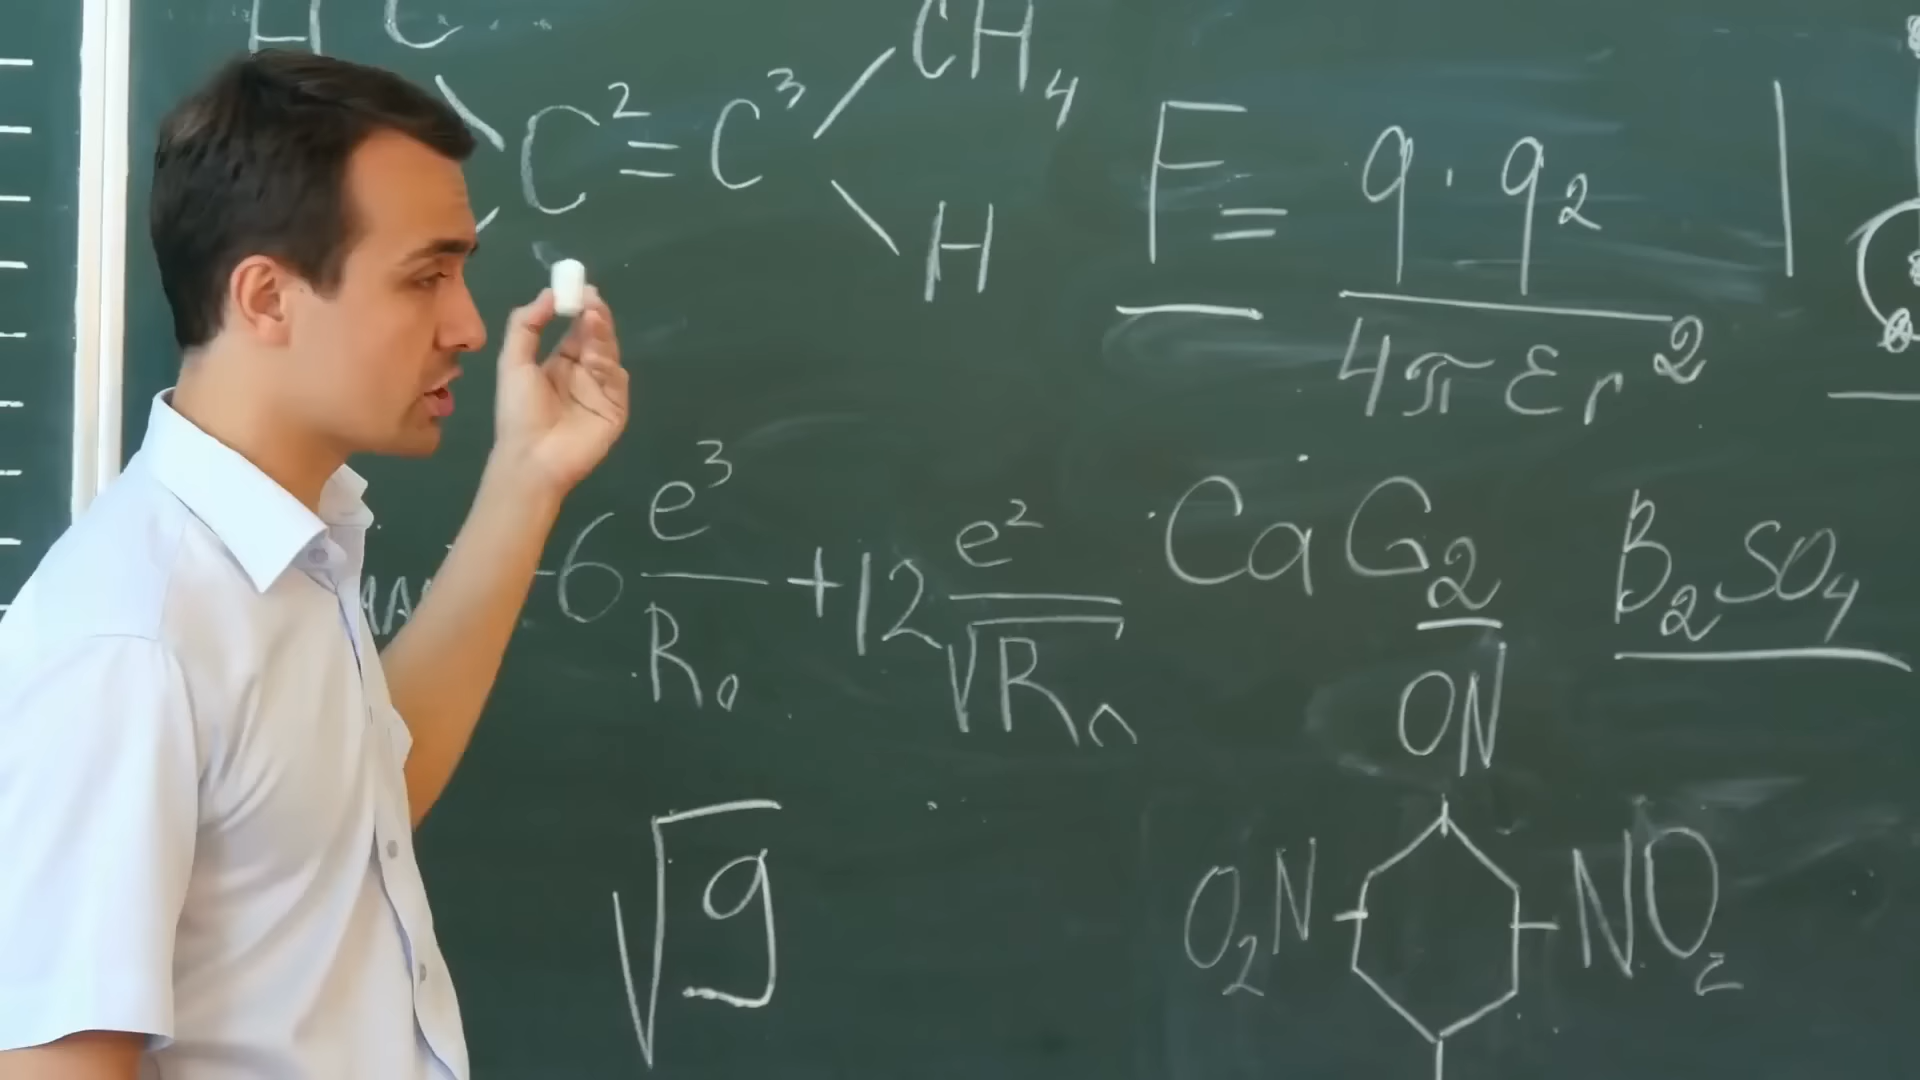 H C
C² = C³ CH₄
H
F = q · q₂ / 4πεr²
-6 e³/R₀ + 12 e²/√R₀
CaG₂
B₂SO₄
ON
√g
O₂N NO₂